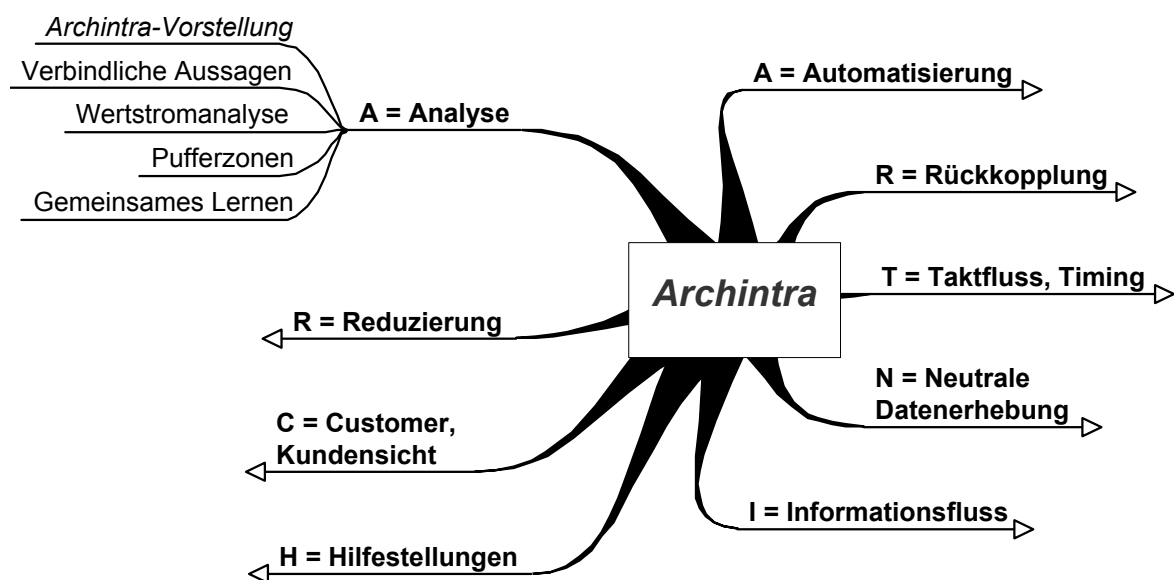 Archintra-Vorstellung
Verbindliche Aussagen
Wertstromanalyse
Pufferzonen
Gemeinsames Lernen
A = Analyse
R = Reduzierung
C = Customer,
Kundensicht
H = Hilfestellungen
Archintra
A = Automatisierung
R = Rückkopplung
T = Taktfluss, Timing
N = Neutrale
Datenerhebung
I = Informationsfluss